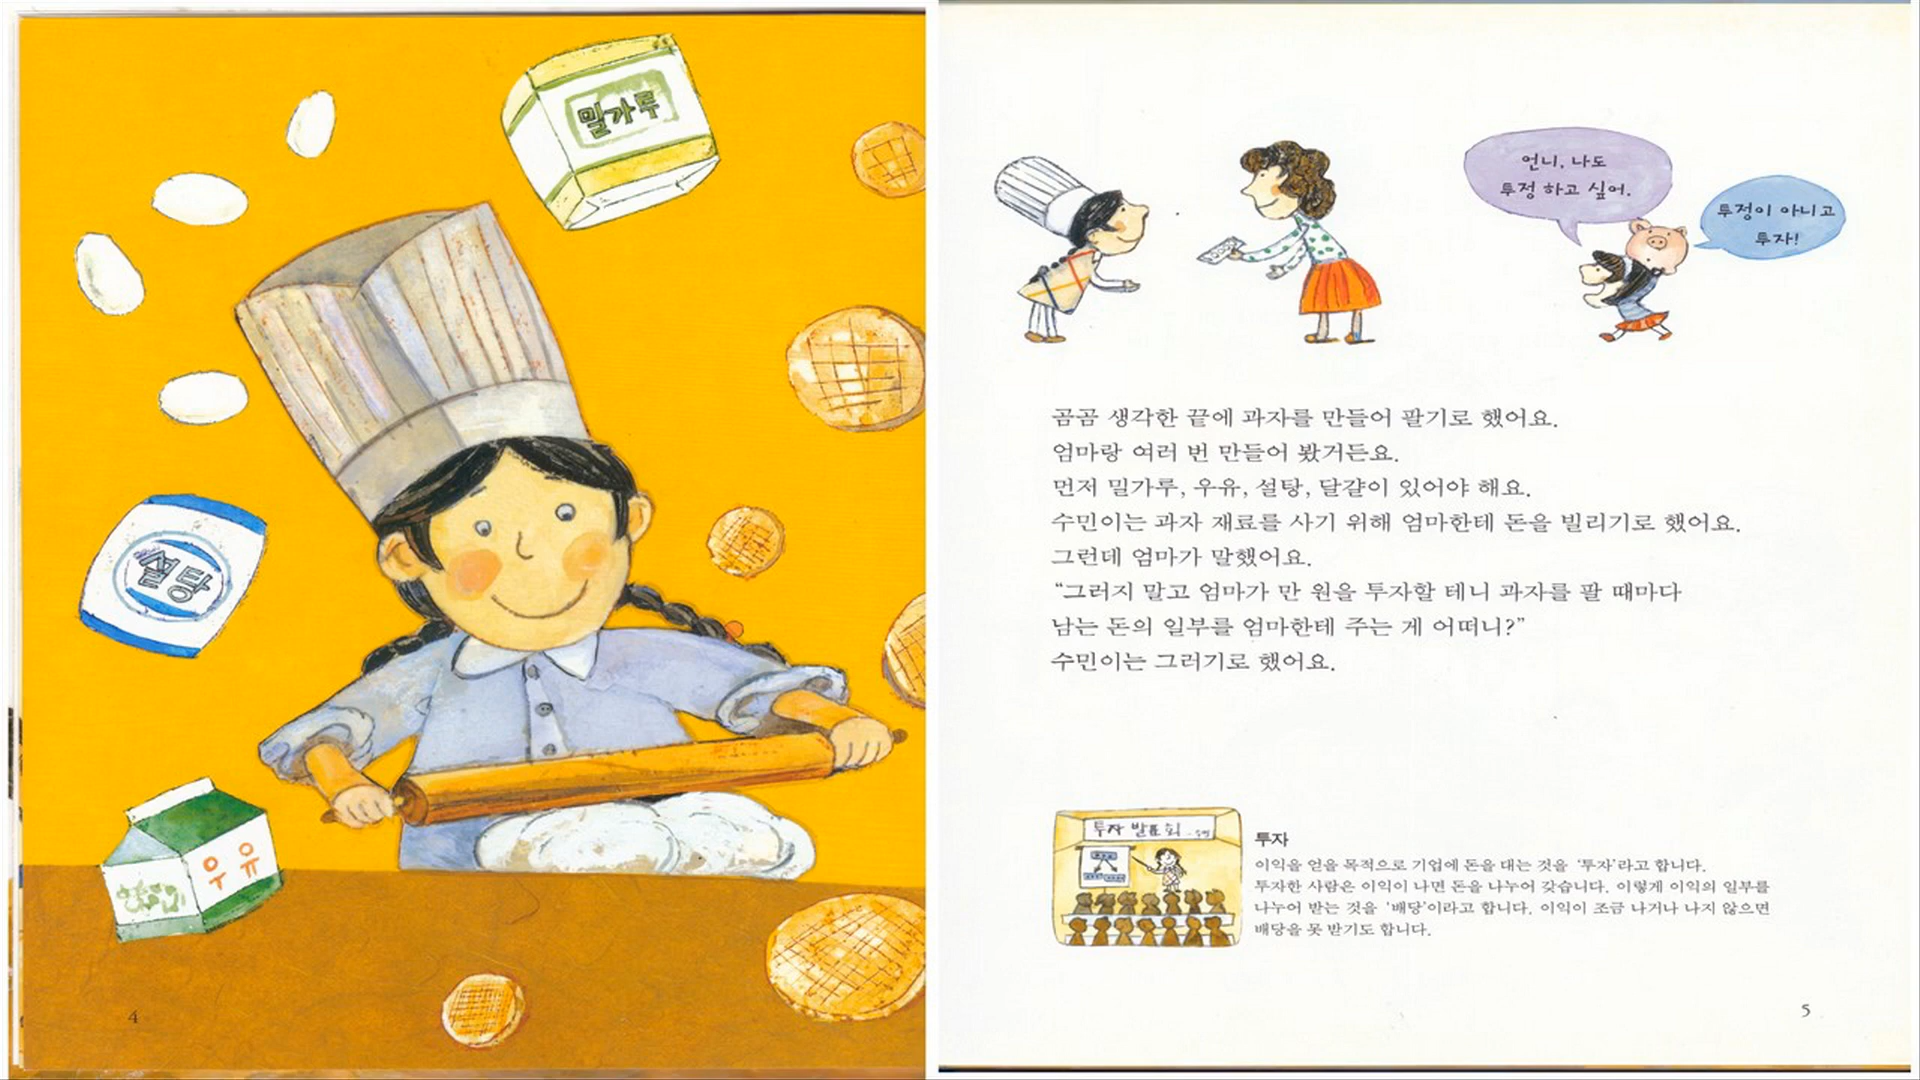 밀가루
설탕
우유
4
언니, 나도
투정 하고 싶어.
투정이 아니고
투자!
곰곰 생각한 끝에 과자를 만들어 팔기로 했어요.
엄마랑 여러 번 만들어 봤거든요.
먼저 밀가루, 우유, 설탕, 달걀이 있어야 해요.
수민이는 과자 재료를 사기 위해 엄마한테 돈을 빌리기로 했어요.
그런데 엄마가 말했어요.
“그러지 말고 엄마가 만 원을 투자할 테니 과자를 팔 때마다
남는 돈의 일부를 엄마한테 주는 게 어떠니?”
수민이는 그러기로 했어요.
투자 발표회
투자
이익을 얻을 목적으로 기업에 돈을 대는 것을 ‘투자’라고 합니다.
투자한 사람은 이익이 나면 돈을 나누어 갖습니다. 이렇게 이익의 일부를
나누어 받는 것을 ‘배당’이라고 합니다. 이익이 조금 나거나 나지 않으면
배당을 못 받기도 합니다.
5